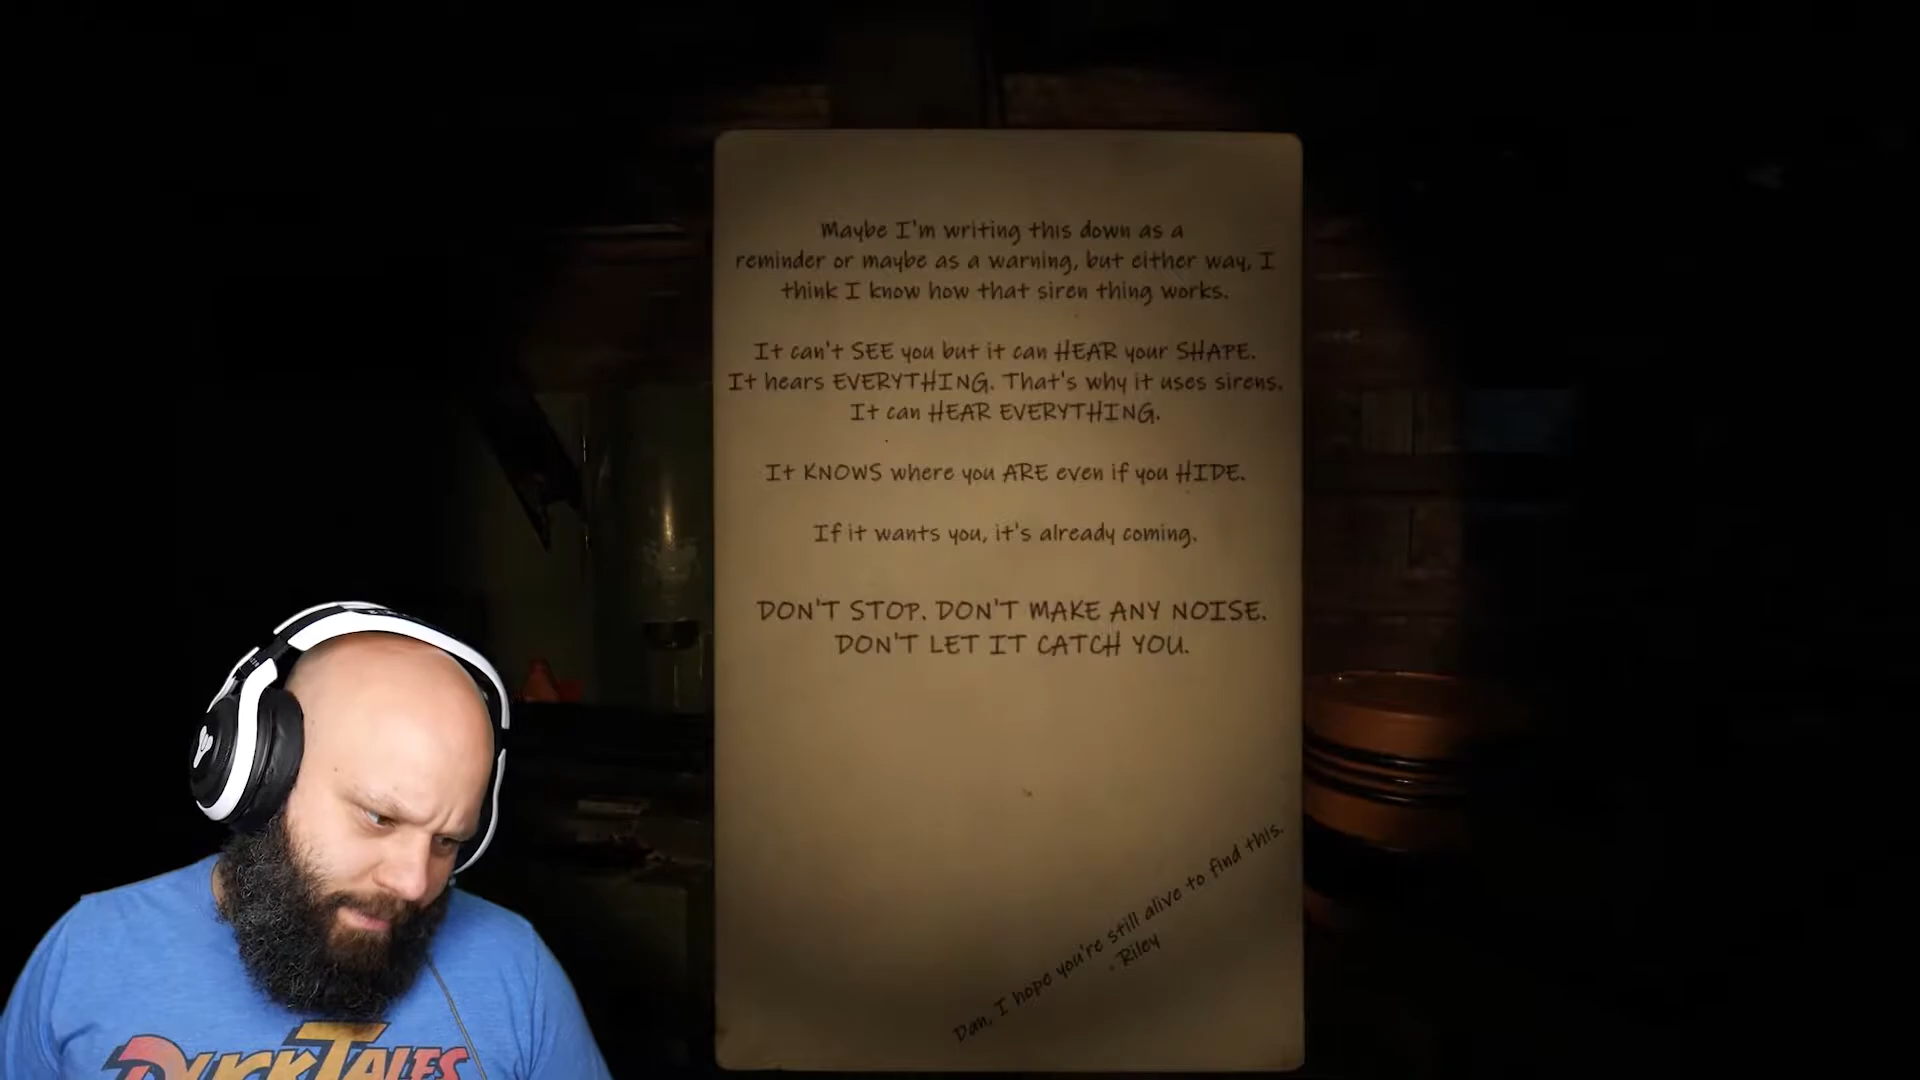 Maybe I'm writing this down as a
reminder or maybe as a warning, but either way, I
think I know how that siren thing works.
It can't SEE you but it can HEAR your SHAPE.
It hears EVERYTHING. That's why it uses sirens.
It can HEAR EVERYTHING.
It KNOWS where you ARE even if you HIDE.
If it wants you, it's already coming.
DON'T STOP. DON'T MAKE ANY NOISE.
DON'T LET IT CATCH YOU.
Dan, I hope you're still alive to find this.
- Riley
DUCKTALES